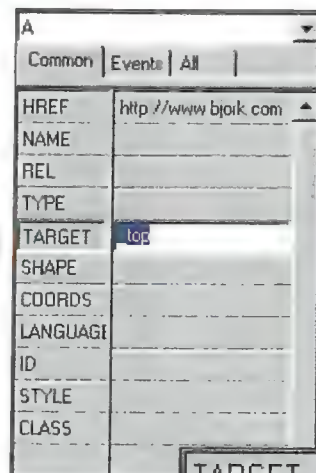 A
Common Events All
HREF http://www.bjork.com
NAME
REL
TYPE
TARGET _top
SHAPE
COORDS
LANGUAGE
ID
STYLE
CLASS
TARGET